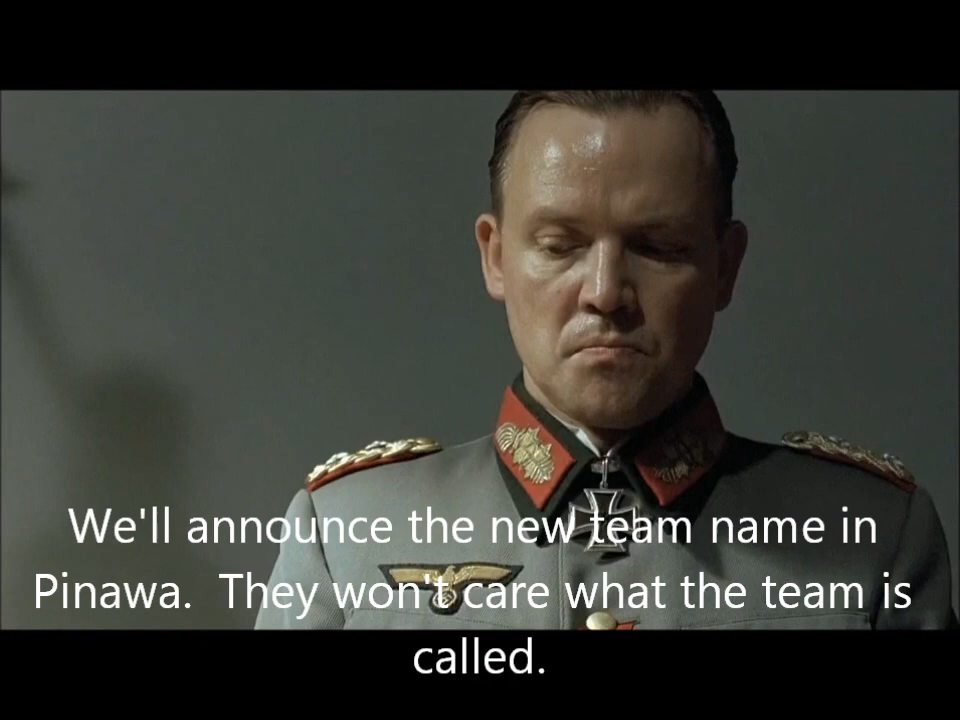 We'll announce the new team name in
Pinawa.  They won't care what the team is
called.